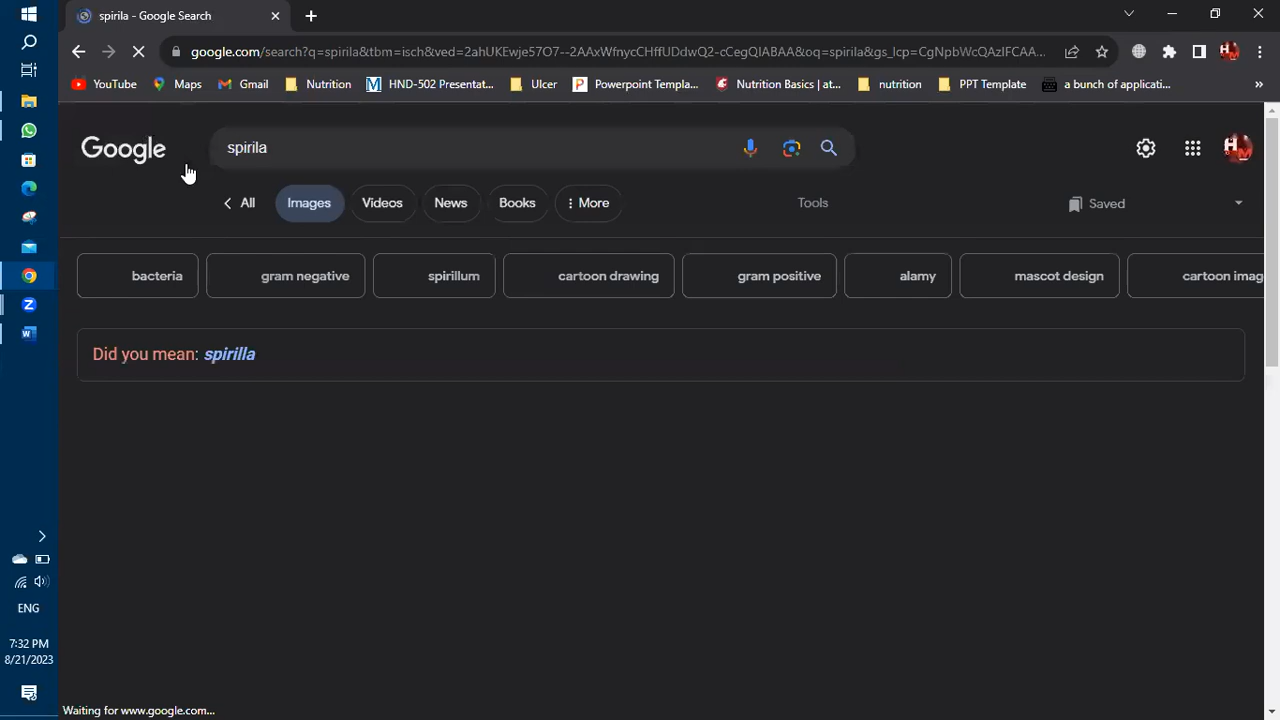 spirila - Google Search
google.com/search?q=spirila&tbm=isch&ved=2ahUKEwje57O7--2AAxWfnycCHffUDdwQ2-cCegQIABAA&oq=spirila&gs_lcp=CgNpbWcQAzIFCAA...
YouTube Maps Gmail Nutrition HND-502 Presentat... Ulcer Powerpoint Templa... Nutrition Basics | at... nutrition PPT Template a bunch of applicati... »
Google spirila
All Images Videos News Books More Tools Saved
bacteria gram negative spirillum cartoon drawing gram positive alamy mascot design cartoon imag
Did you mean: spirilla
ENG
7:32 PM
8/21/2023
Waiting for www.google.com...